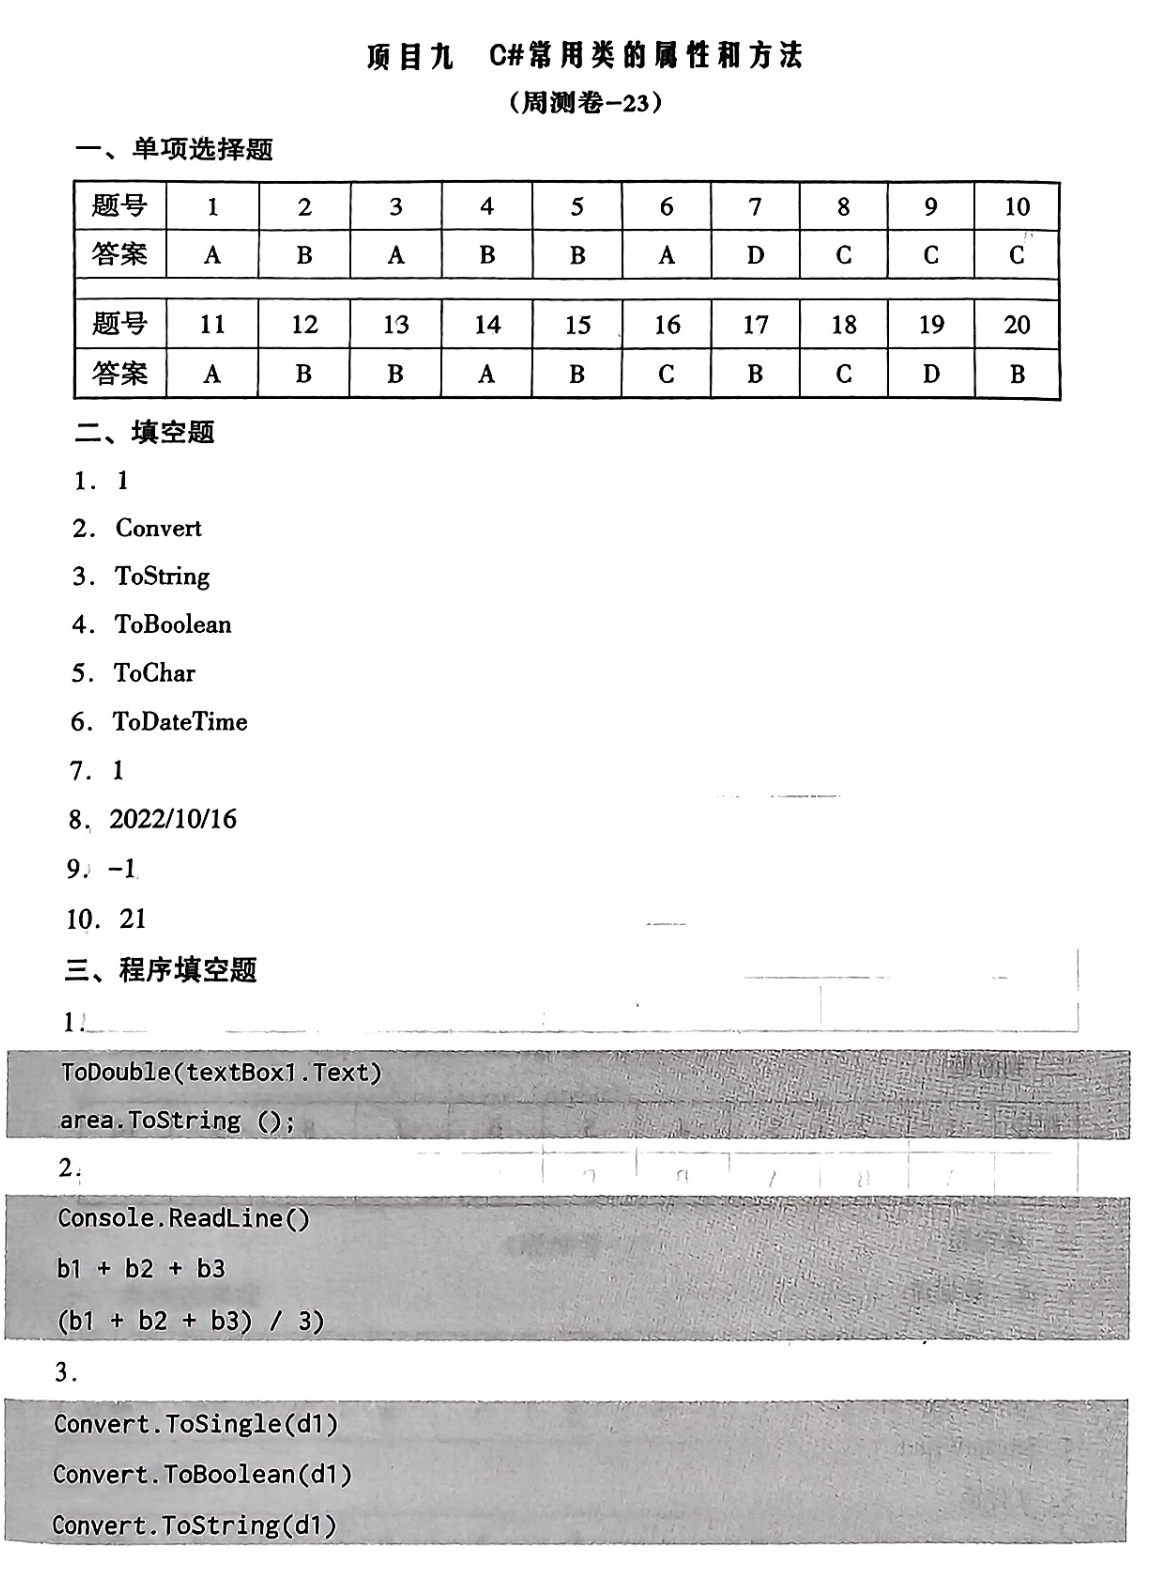 项目九 C#常用类的属性和方法
（周测卷-23）
一、单项选择题
题号 1 2 3 4 5 6 7 8 9 10
答案 A B A B B A D C C C
题号 11 12 13 14 15 16 17 18 19 20
答案 A B B A B C B C D B
二、填空题
1. 1
2. Convert
3. ToString
4. ToBoolean
5. ToChar
6. ToDateTime
7. 1
8. 2022/10/16
9. -1
10. 21
三、程序填空题
1.
ToDouble(textBox1.Text)
area.ToString ();
2.
Console.ReadLine()
b1 + b2 + b3
(b1 + b2 + b3) / 3)
3.
Convert.ToSingle(d1)
Convert.ToBoolean(d1)
Convert.ToString(d1)